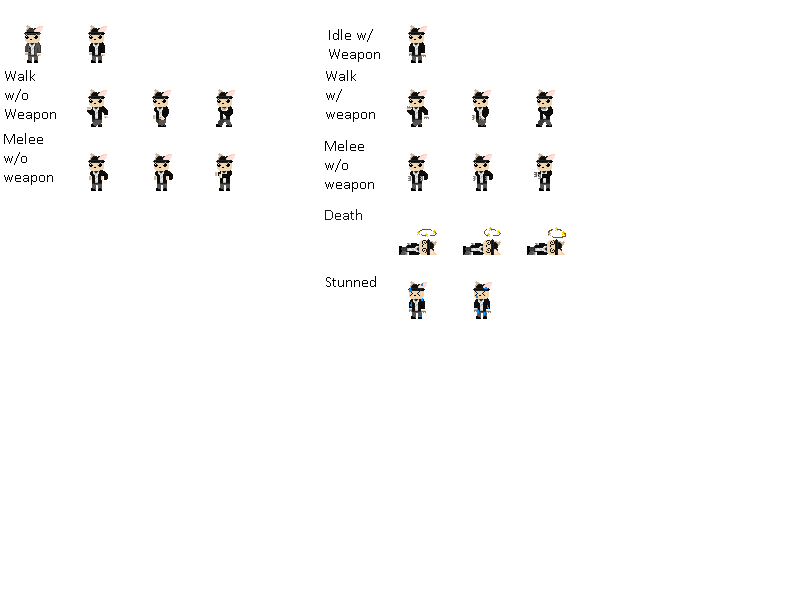 Walk
w/o
Weapon
Melee
w/o
weapon
Idle w/
Weapon
Walk
w/
weapon
Melee
w/o
weapon
Death
Stunned